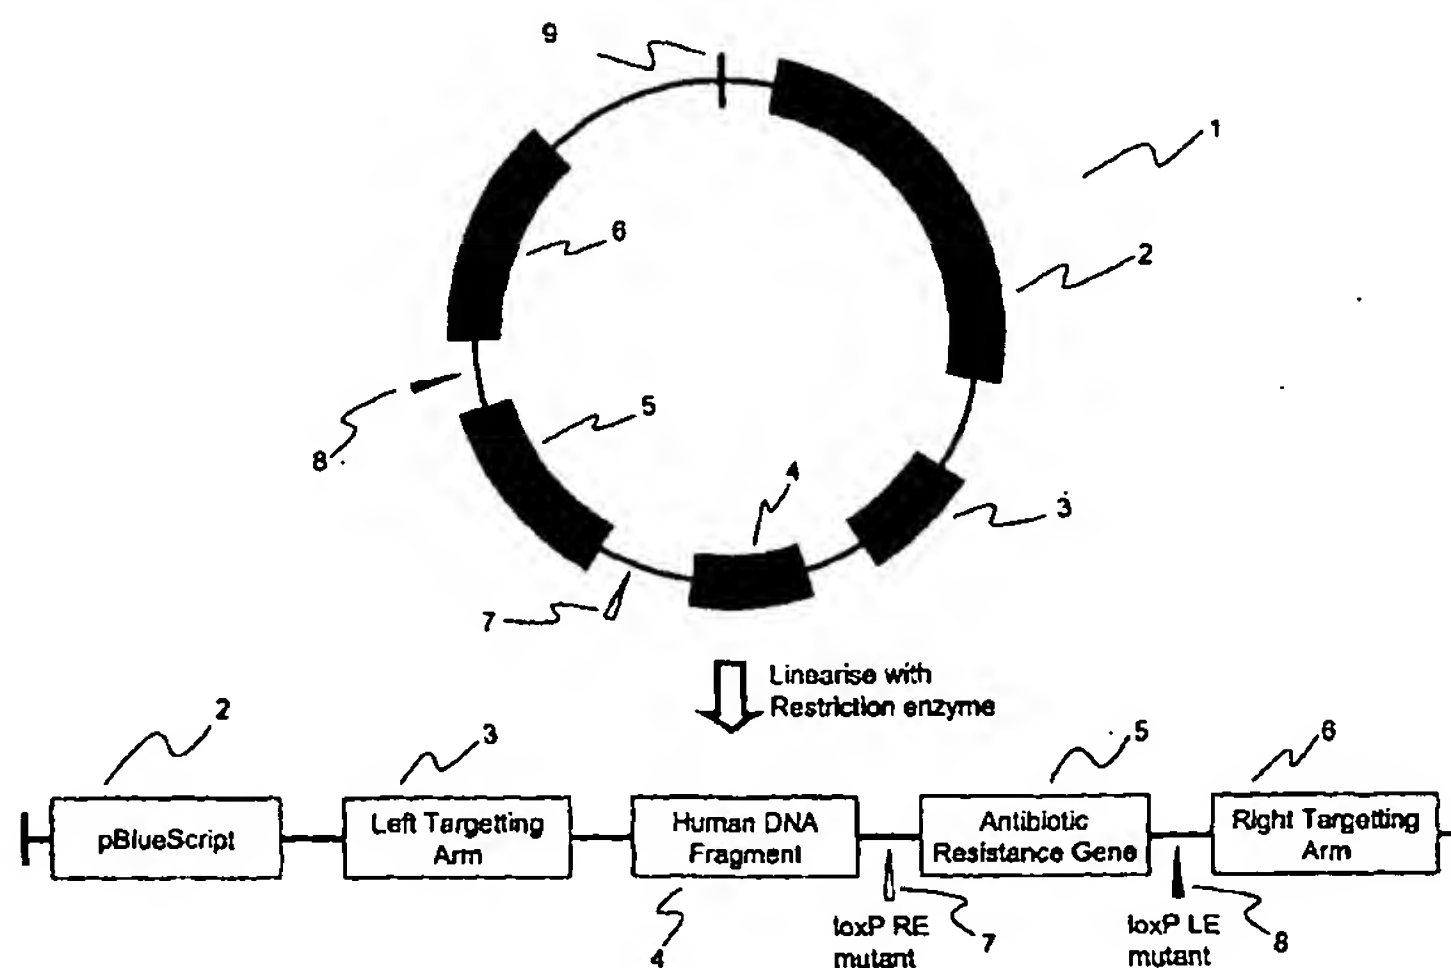 9
1
6
2
5
8
4
3
7
Linearise with
Restriction enzyme
2
3
5
6
pBlueScript
Left Targetting
Arm
Human DNA
Fragment
Antibiotic
Resistance Gene
Right Targetting
Arm
4
loxP RE
mutant
7
loxP LE
mutant
8